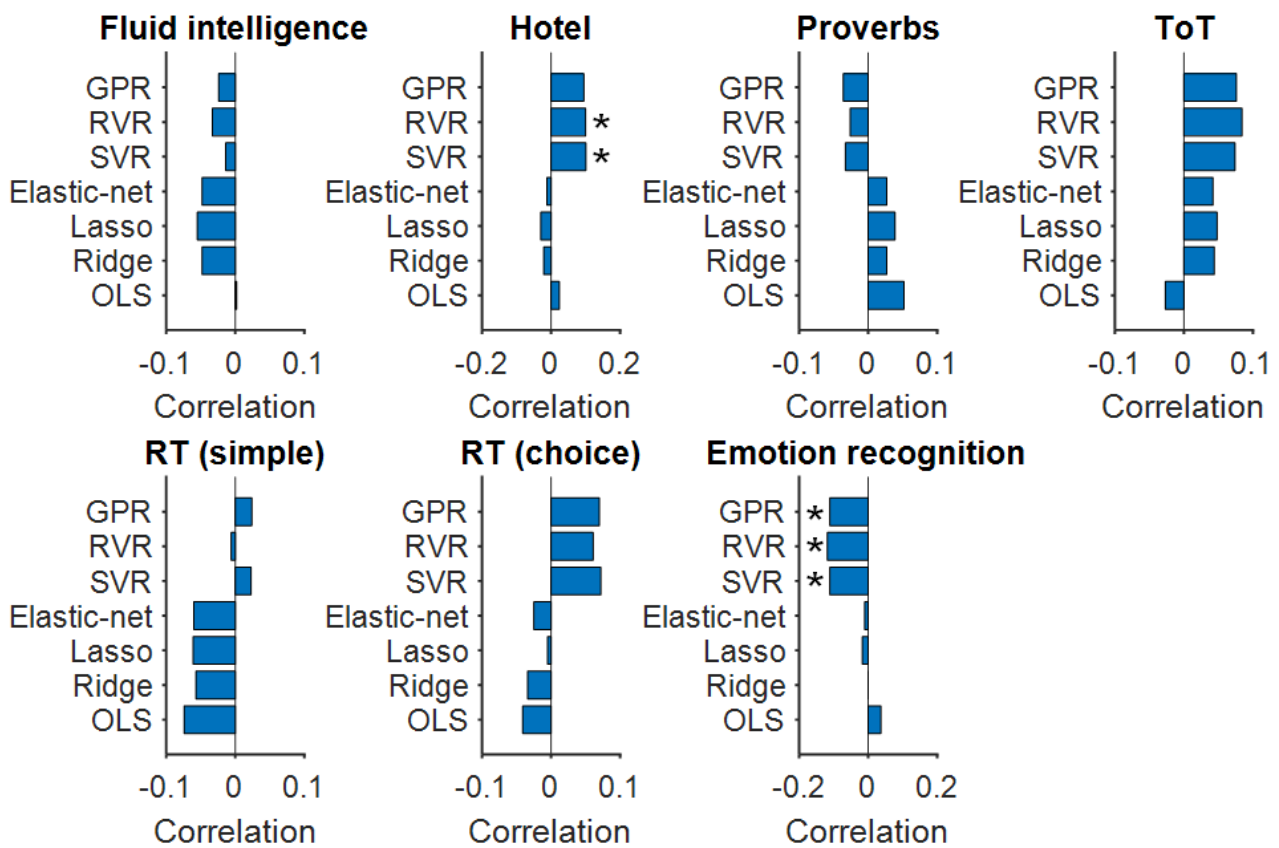 Fluid intelligence
GPR
RVR
SVR
Elastic-net
Lasso
Ridge
OLS
-0.1 0 0.1
Correlation
Hotel
GPR
RVR *
SVR *
Elastic-net
Lasso
Ridge
OLS
-0.2 0 0.2
Correlation
Proverbs
GPR
RVR
SVR
Elastic-net
Lasso
Ridge
OLS
-0.1 0 0.1
Correlation
ToT
GPR
RVR
SVR
Elastic-net
Lasso
Ridge
OLS
-0.1 0 0.1
Correlation
RT (simple)
GPR
RVR
SVR
Elastic-net
Lasso
Ridge
OLS
-0.1 0 0.1
Correlation
RT (choice)
GPR
RVR
SVR
Elastic-net
Lasso
Ridge
OLS
-0.1 0 0.1
Correlation
Emotion recognition
GPR *
RVR *
SVR *
Elastic-net
Lasso
Ridge
OLS
-0.2 0 0.2
Correlation